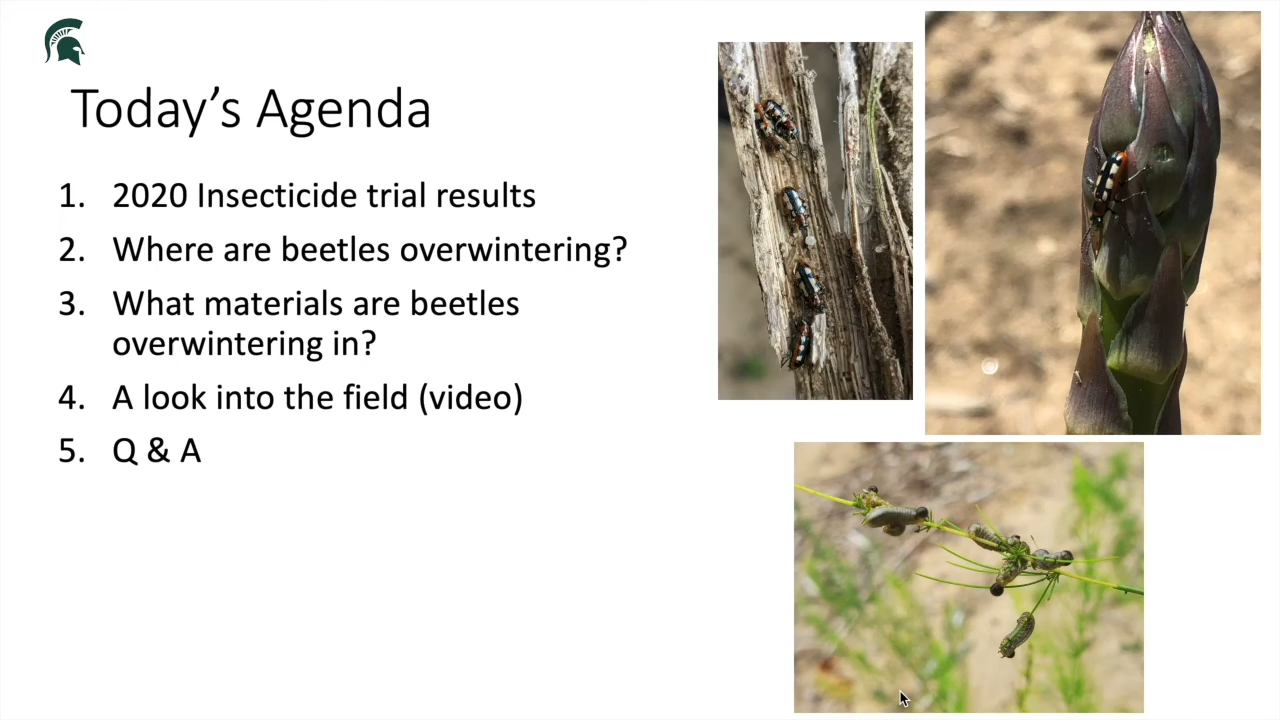 Today’s Agenda
1. 2020 Insecticide trial results
2. Where are beetles overwintering?
3. What materials are beetles
overwintering in?
4. A look into the field (video)
5. Q & A